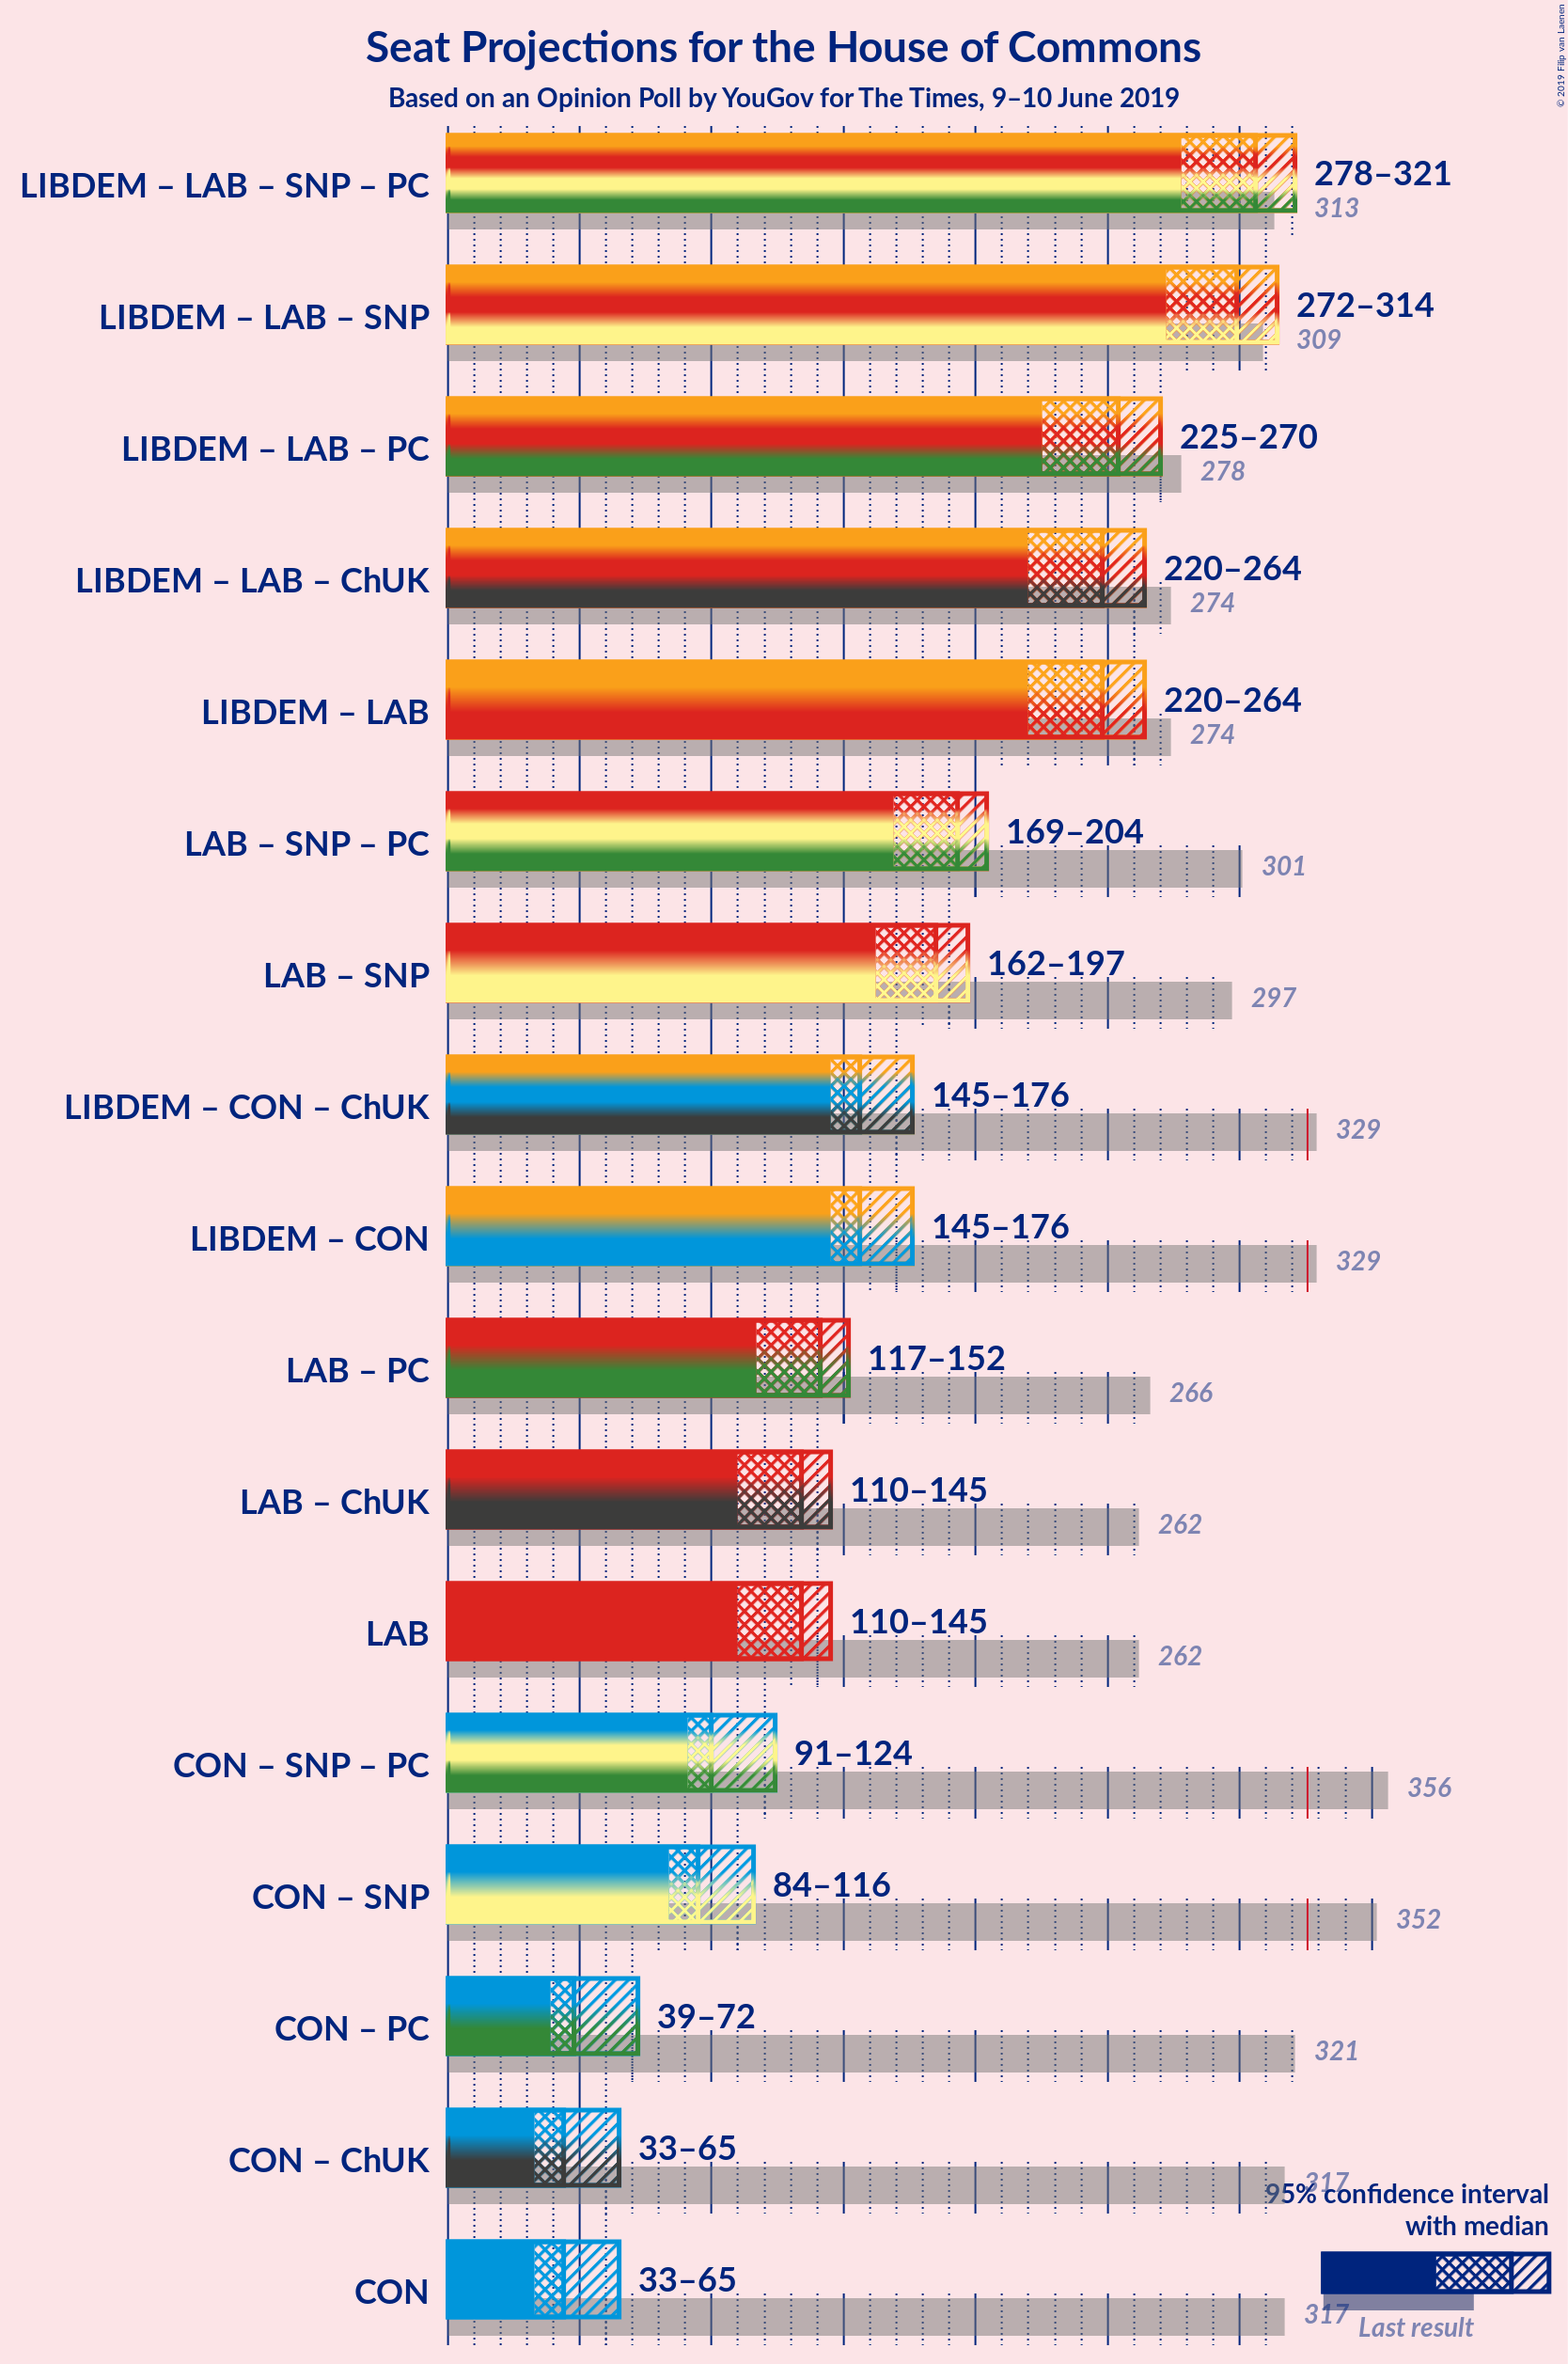 © 2019 Filip van Laenen
Seat Projections for the House of Commons
Based on an Opinion Poll by YouGov for The Times, 9–10 June 2019
LIBDEM – LAB – SNP – PC
278–321
313
LIBDEM – LAB – SNP
272–314
309
LIBDEM – LAB – PC
225–270
278
LIBDEM – LAB – ChUK
220–264
274
LIBDEM – LAB
220–264
274
LAB – SNP – PC
169–204
301
LAB – SNP
162–197
297
LIBDEM – CON – ChUK
145–176
329
LIBDEM – CON
145–176
329
LAB – PC
117–152
266
LAB – ChUK
110–145
262
LAB
110–145
262
CON – SNP – PC
91–124
356
CON – SNP
84–116
352
CON – PC
39–72
321
CON – ChUK
33–65
317
CON
33–65
317
95% confidence interval
with median
Last result